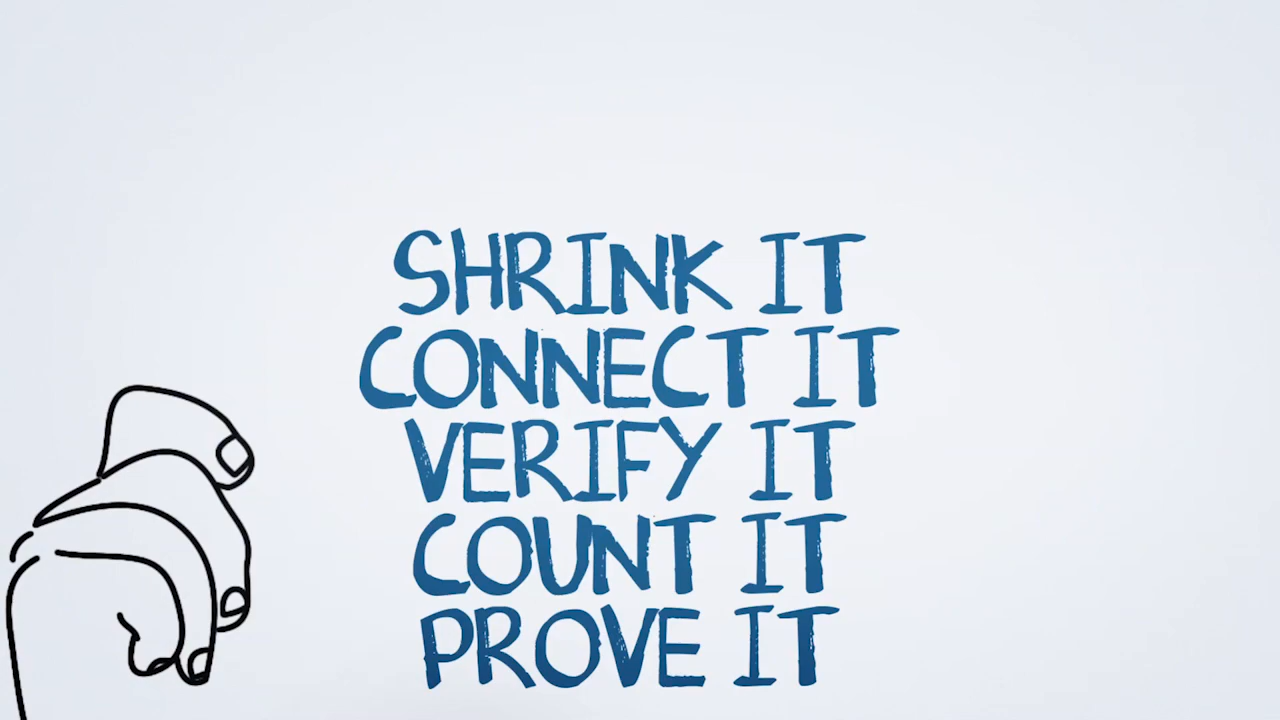 SHRINK IT
CONNECT IT
VERIFY IT
COUNT IT
PROVE IT